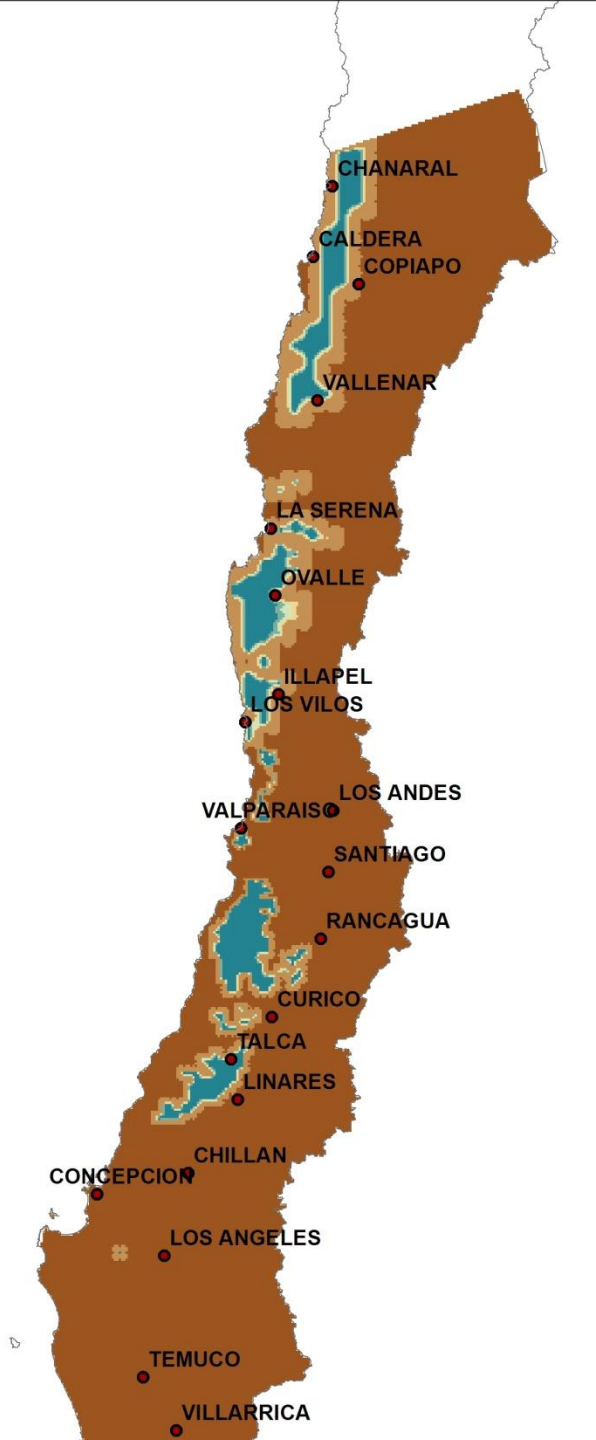 CHANARAL
CALDERA
COPIAPO
VALLENAR
LA SERENA
OVALLE
ILLAPEL
LOS VILOS
LOS ANDES
VALPARAISO
SANTIAGO
RANCAGUA
CURICO
TALCA
LINARES
CHILLAN
CONCEPCION
LOS ANGELES
TEMUCO
VILLARRICA